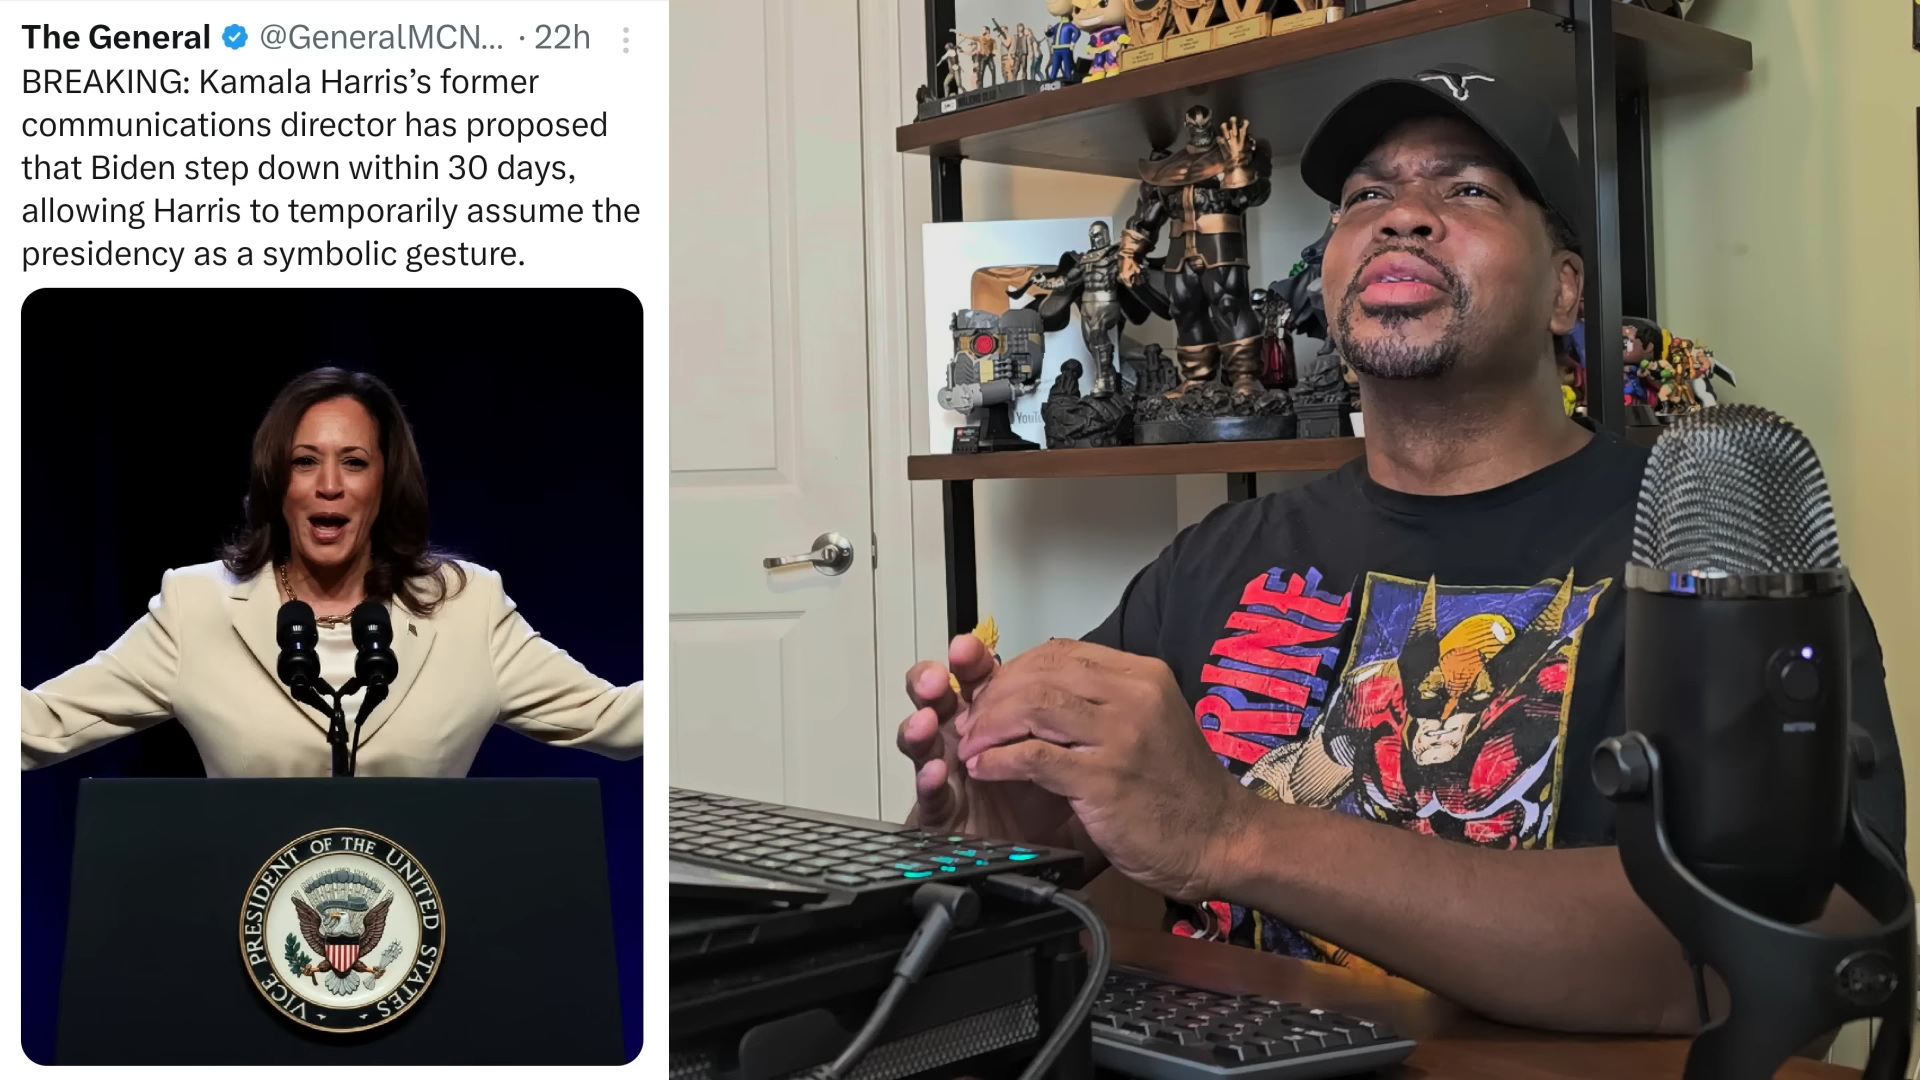 The General @GeneralMCN... · 22h
BREAKING: Kamala Harris's former
communications director has proposed
that Biden step down within 30 days,
allowing Harris to temporarily assume the
presidency as a symbolic gesture.
VICE PRESIDENT OF THE UNITED STATES
RINE